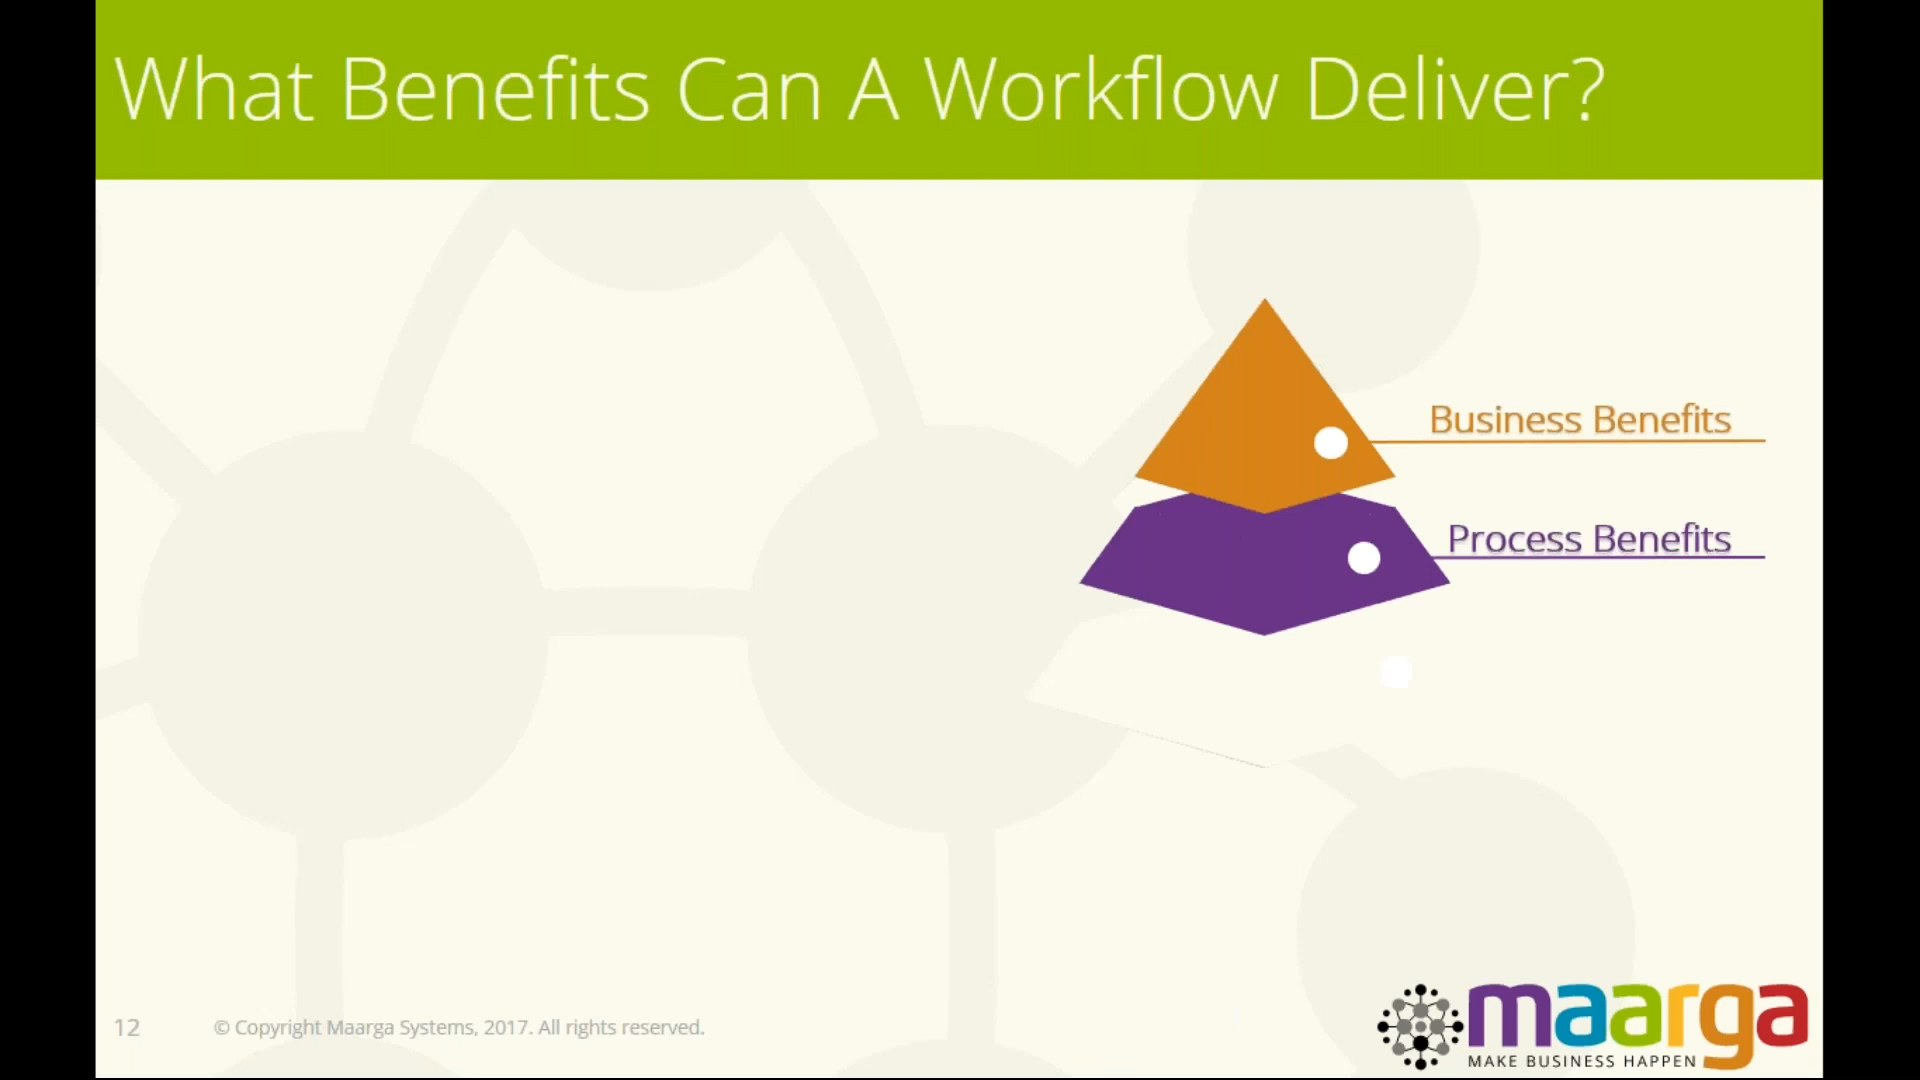 What Benefits Can A Workflow Deliver?
Business Benefits
Process Benefits
12
© Copyright Maarga Systems, 2017. All rights reserved.
maarga
MAKE BUSINESS HAPPEN